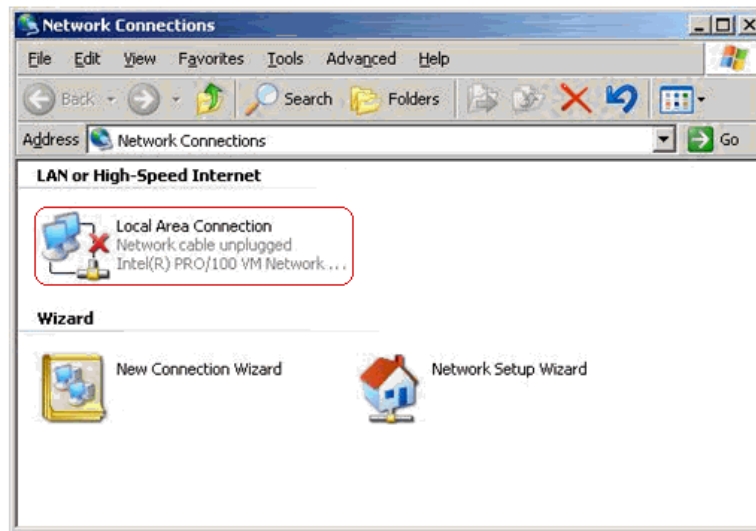 Network Connections
File Edit View Favorites Tools Advanced Help
Back Search Folders
Address Network Connections Go
LAN or High-Speed Internet
Local Area Connection
Network cable unplugged
Intel(R) PRO/100 VM Network ...
Wizard
New Connection Wizard Network Setup Wizard